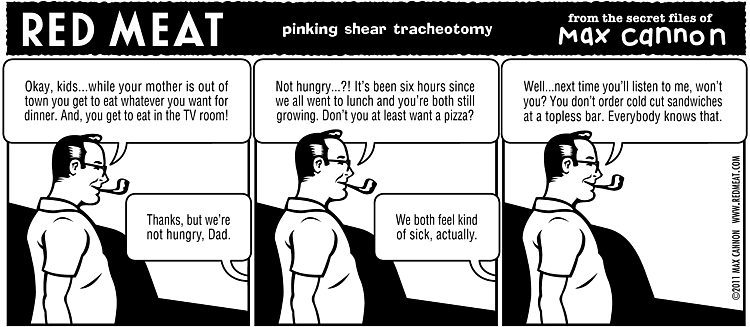 RED MEAT
pinking shear tracheotomy
from the secret files of
max cannon
Okay, kids...while your mother is out of
town you get to eat whatever you want for
dinner. And, you get to eat in the TV room!
Thanks, but we're
not hungry, Dad.
Not hungry...?! It's been six hours since
we all went to lunch and you're both still
growing. Don't you at least want a pizza?
We both feel kind
of sick, actually.
Well...next time you'll listen to me, won't
you? You don't order cold cut sandwiches
at a topless bar. Everybody knows that.
©2011 MAX CANNON WWW.REDMEAT.COM